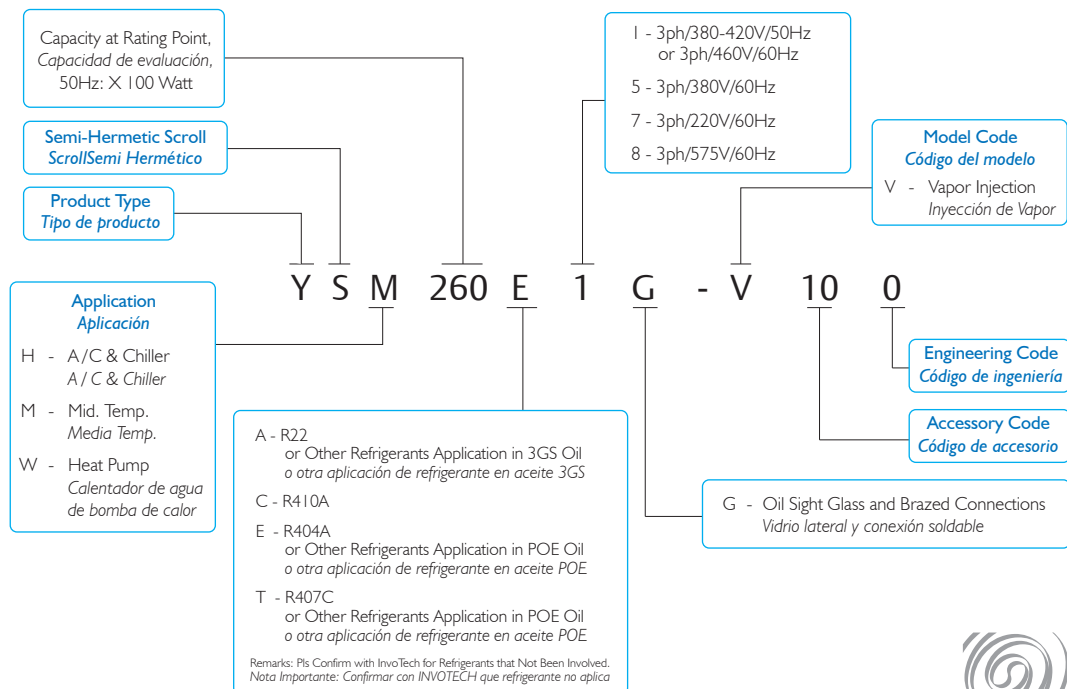 Capacity at Rating Point,
Capacidad de evaluación,
50Hz: X 100 Watt
Semi-Hermetic Scroll
ScrollSemi Hermético
Product Type
Tipo de producto
1 - 3ph/380-420V/50Hz
or 3ph/460V/60Hz
5 - 3ph/380V/60Hz
7 - 3ph/220V/60Hz
8 - 3ph/575V/60Hz
Model Code
Código del modelo
V - Vapor Injection
Inyección de Vapor
Y S M 260 E 1 G - V 10 0
Application
Aplicación
H - A/C & Chiller
A/C & Chiller
M - Mid. Temp.
Media Temp.
W - Heat Pump
Calentador de agua
de bomba de calor
A - R22
or Other Refrigerants Application in 3GS Oil
o otra aplicación de refrigerante en aceite 3GS
C - R410A
E - R404A
or Other Refrigerants Application in POE Oil
o otra aplicación de refrigerante en aceite POE
T - R407C
or Other Refrigerants Application in POE Oil
o otra aplicación de refrigerante en aceite POE
Remarks: Pls Confirm with InvoTech for Refrigerants that Not Been Involved.
Nota Importante: Confirmar con INVOTECH que refrigerante no aplica
Engineering Code
Código de ingeniería
Accessory Code
Código de accesorio
G - Oil Sight Glass and Brazed Connections
Vidrio lateral y conexión soldable